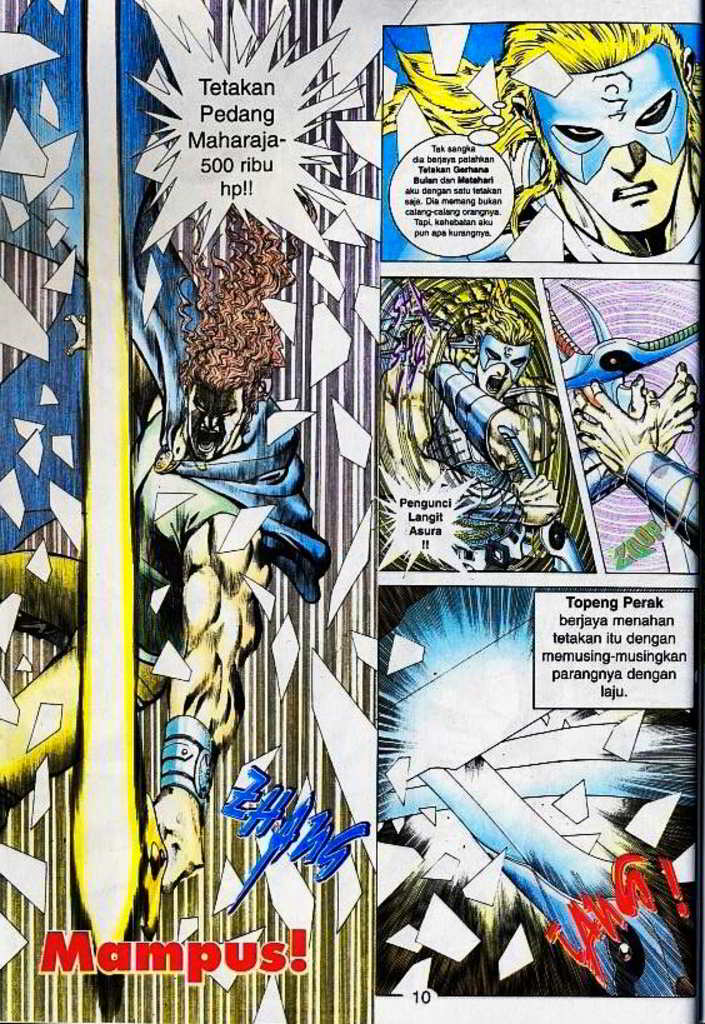 Tetakan
Pedang
Maharaja-
500 ribu
hp!!
ZHANGSS
Mampus!
Tak sangka
dia berjaya patahkan
Tetakan Gerhana
Bulan dan Matahari
aku dengan satu tetakan
saja. Dia memang bukan
calang-calang orangnya.
Tapi, kehebatan aku
pun apa kurangnya.
Pengunci
Langit
Asura
!!
Topeng Perak
berjaya menahan
tetakan itu dengan
memusing-musingkan
parangnya dengan
laju.
10